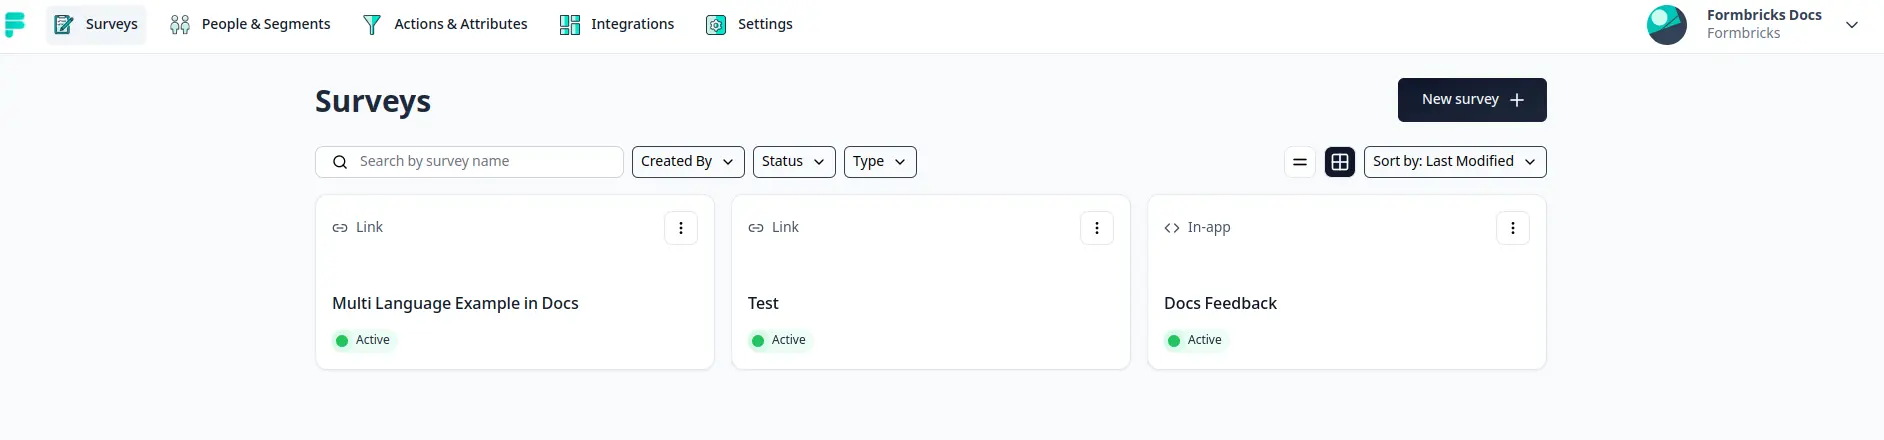 Surveys
People & Segments
Actions & Attributes
Integrations
Settings
Formbricks Docs
Formbricks
Surveys
New survey
Search by survey name
Created By
Status
Type
Sort by: Last Modified
Link
Multi Language Example in Docs
Active
Link
Test
Active
In-app
Docs Feedback
Active